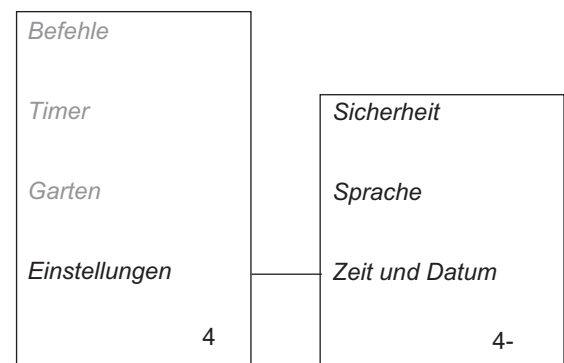 Befehle
Timer
Garten
Einstellungen
4
Sicherheit
Sprache
Zeit und Datum
4-